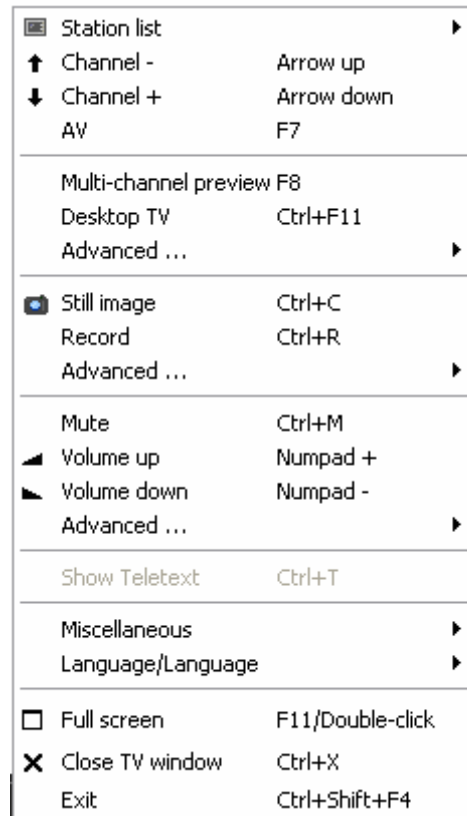 Station list
Channel - Arrow up
Channel + Arrow down
AV F7
Multi-channel preview F8
Desktop TV Ctrl+F11
Advanced ...
Still image Ctrl+C
Record Ctrl+R
Advanced ...
Mute Ctrl+M
Volume up Numpad +
Volume down Numpad -
Advanced ...
Show Teletext Ctrl+T
Miscellaneous
Language/Language
Full screen F11/Double-click
Close TV window Ctrl+X
Exit Ctrl+Shift+F4